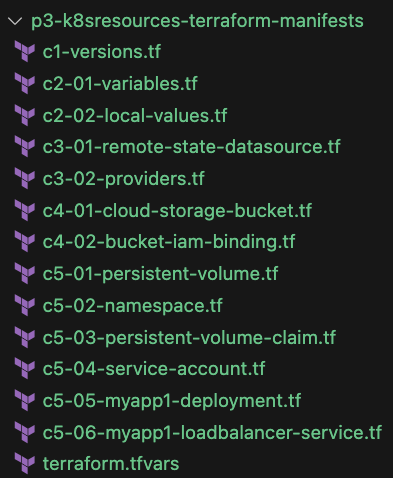 p3-k8sresources-terraform-manifests
c1-versions.tf
c2-01-variables.tf
c2-02-local-values.tf
c3-01-remote-state-datasource.tf
c3-02-providers.tf
c4-01-cloud-storage-bucket.tf
c4-02-bucket-iam-binding.tf
c5-01-persistent-volume.tf
c5-02-namespace.tf
c5-03-persistent-volume-claim.tf
c5-04-service-account.tf
c5-05-myapp1-deployment.tf
c5-06-myapp1-loadbalancer-service.tf
terraform.tfvars